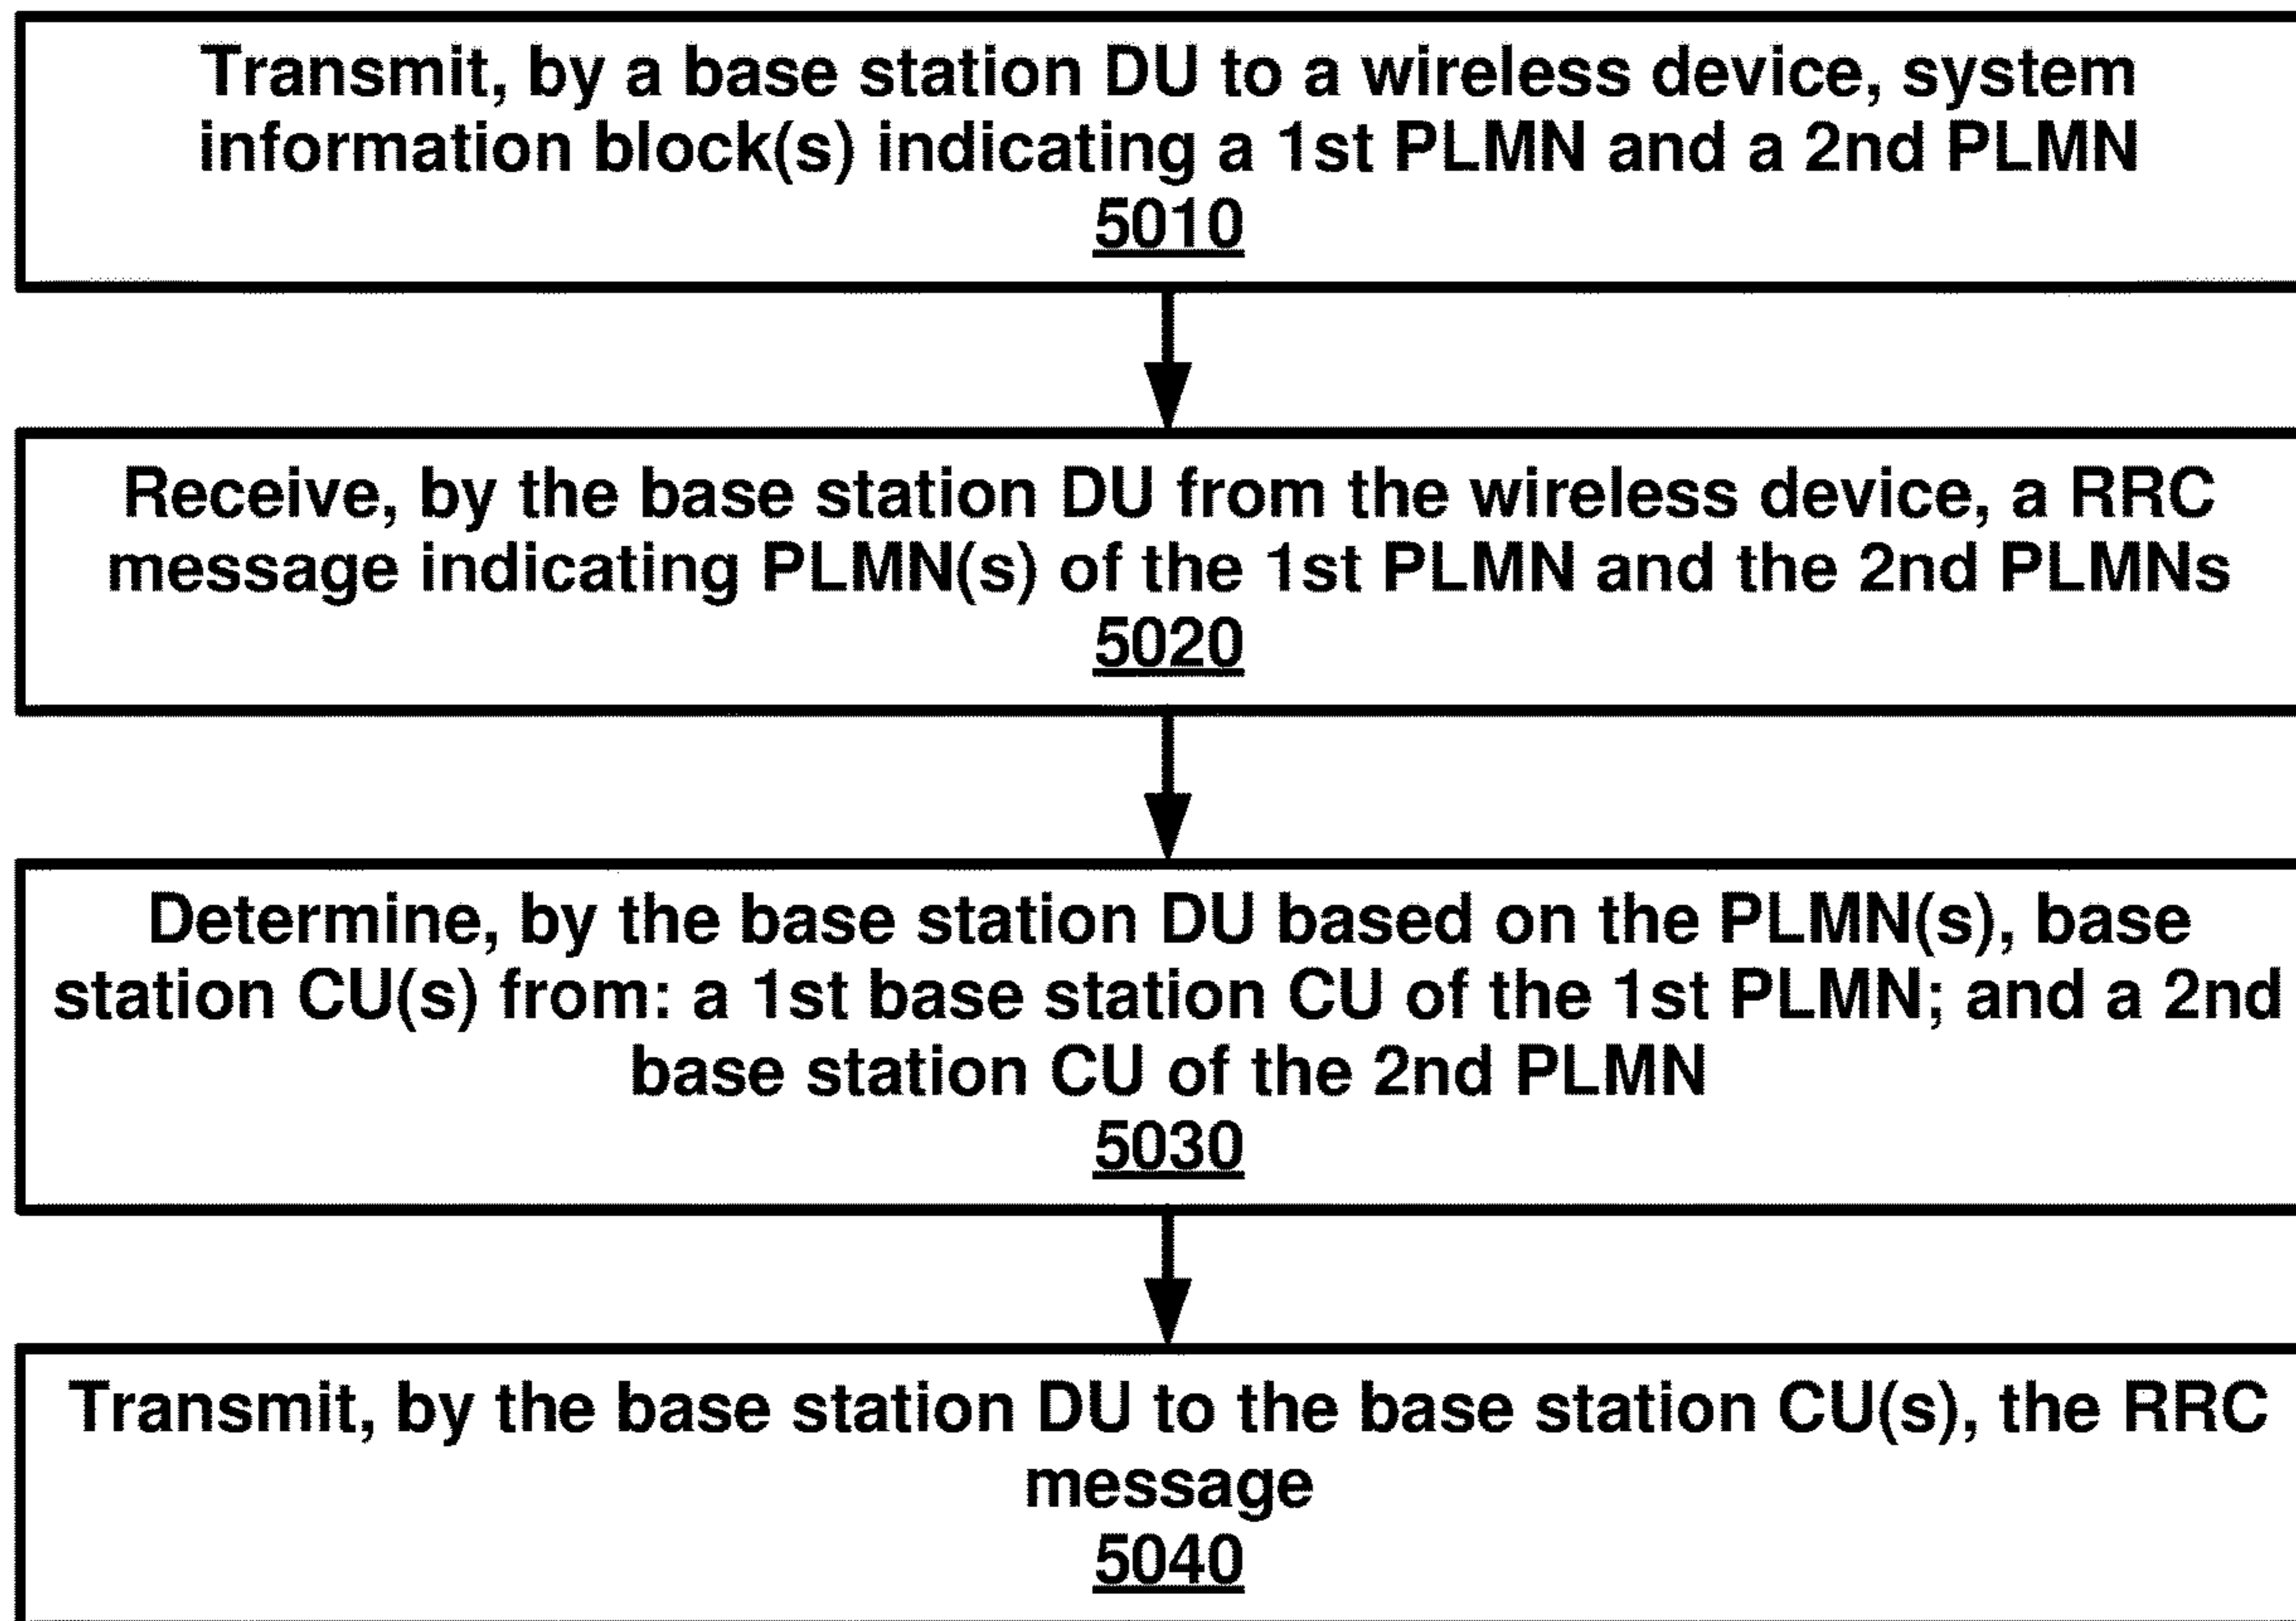 Transmit, by a base station DU to a wireless device, system
information block(s) indicating a 1st PLMN and a 2nd PLMN
5010
Receive, by the base station DU from the wireless device, a RRC
message indicating PLMN(s) of the 1st PLMN and the 2nd PLMNs
5020
Determine, by the base station DU based on the PLMN(s), base
station CU(s) from: a 1st base station CU of the 1st PLMN; and a 2nd
base station CU of the 2nd PLMN
5030
Transmit, by the base station DU to the base station CU(s), the RRC
message
5040